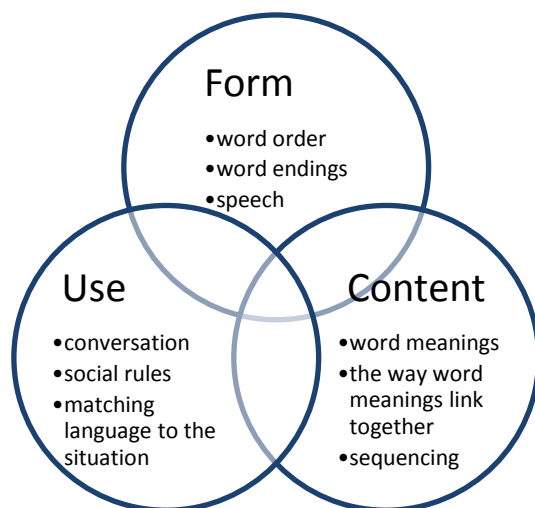 Form
•word order
•word endings
•speech
Use
•conversation
•social rules
•matching
language to the
situation
Content
•word meanings
•the way word
meanings link
together
•sequencing